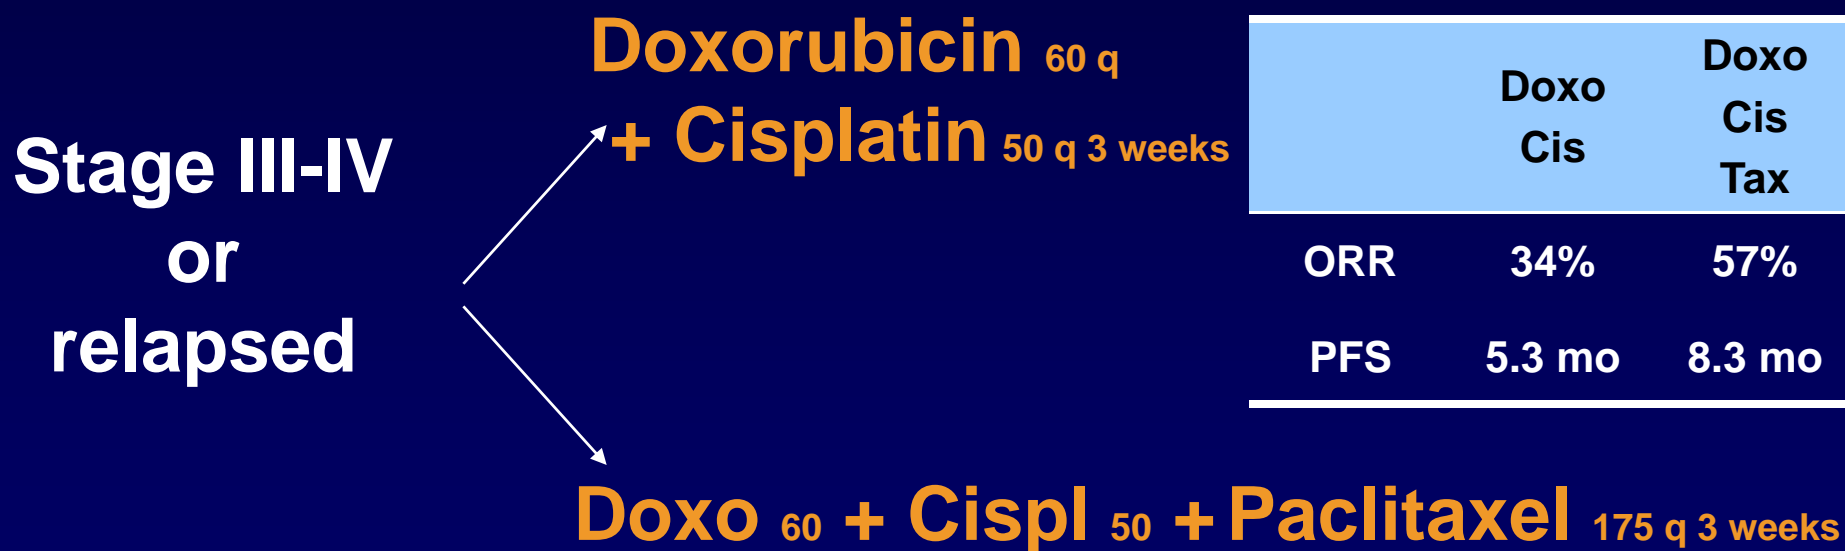 Stage III-IV
or
relapsed
Doxorubicin 60 q
+ Cisplatin 50 q 3 weeks
Doxo Cis Doxo Cis Tax
ORR 34% 57%
PFS 5.3 mo 8.3 mo
Doxo 60 + Cispl 50 + Paclitaxel 175 q 3 weeks